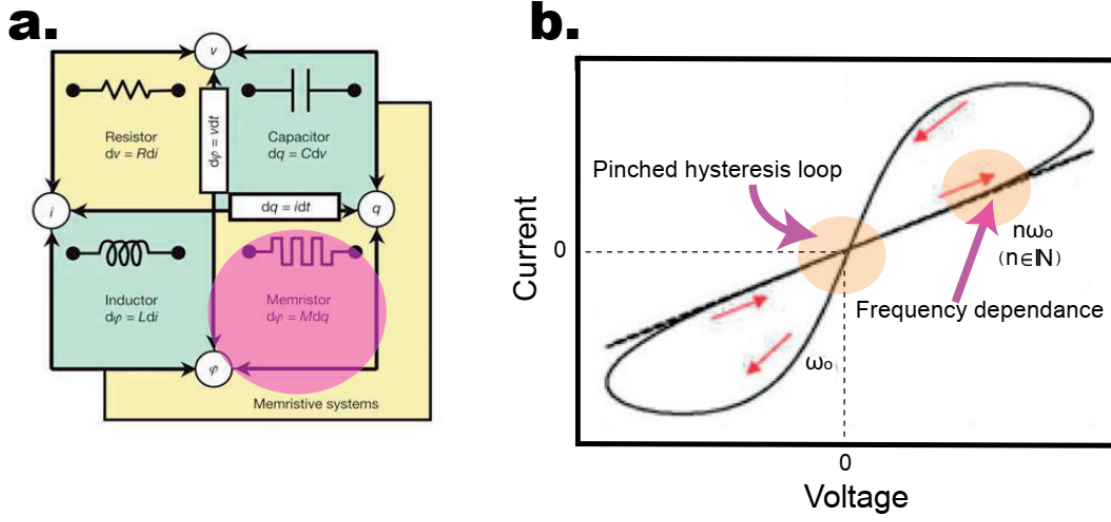 a.
v
Resistor
dv = Rdi
dφ = vdt
Capacitor
dq = Cdv
i
dq = idt
q
Inductor
dφ = Ldi
Memristor
dφ = Mdq
φ
Memristive systems
b.
Pinched hysteresis loop
nω₀
(n∈ℕ)
Frequency dependance
ω₀
0
0
Current
Voltage